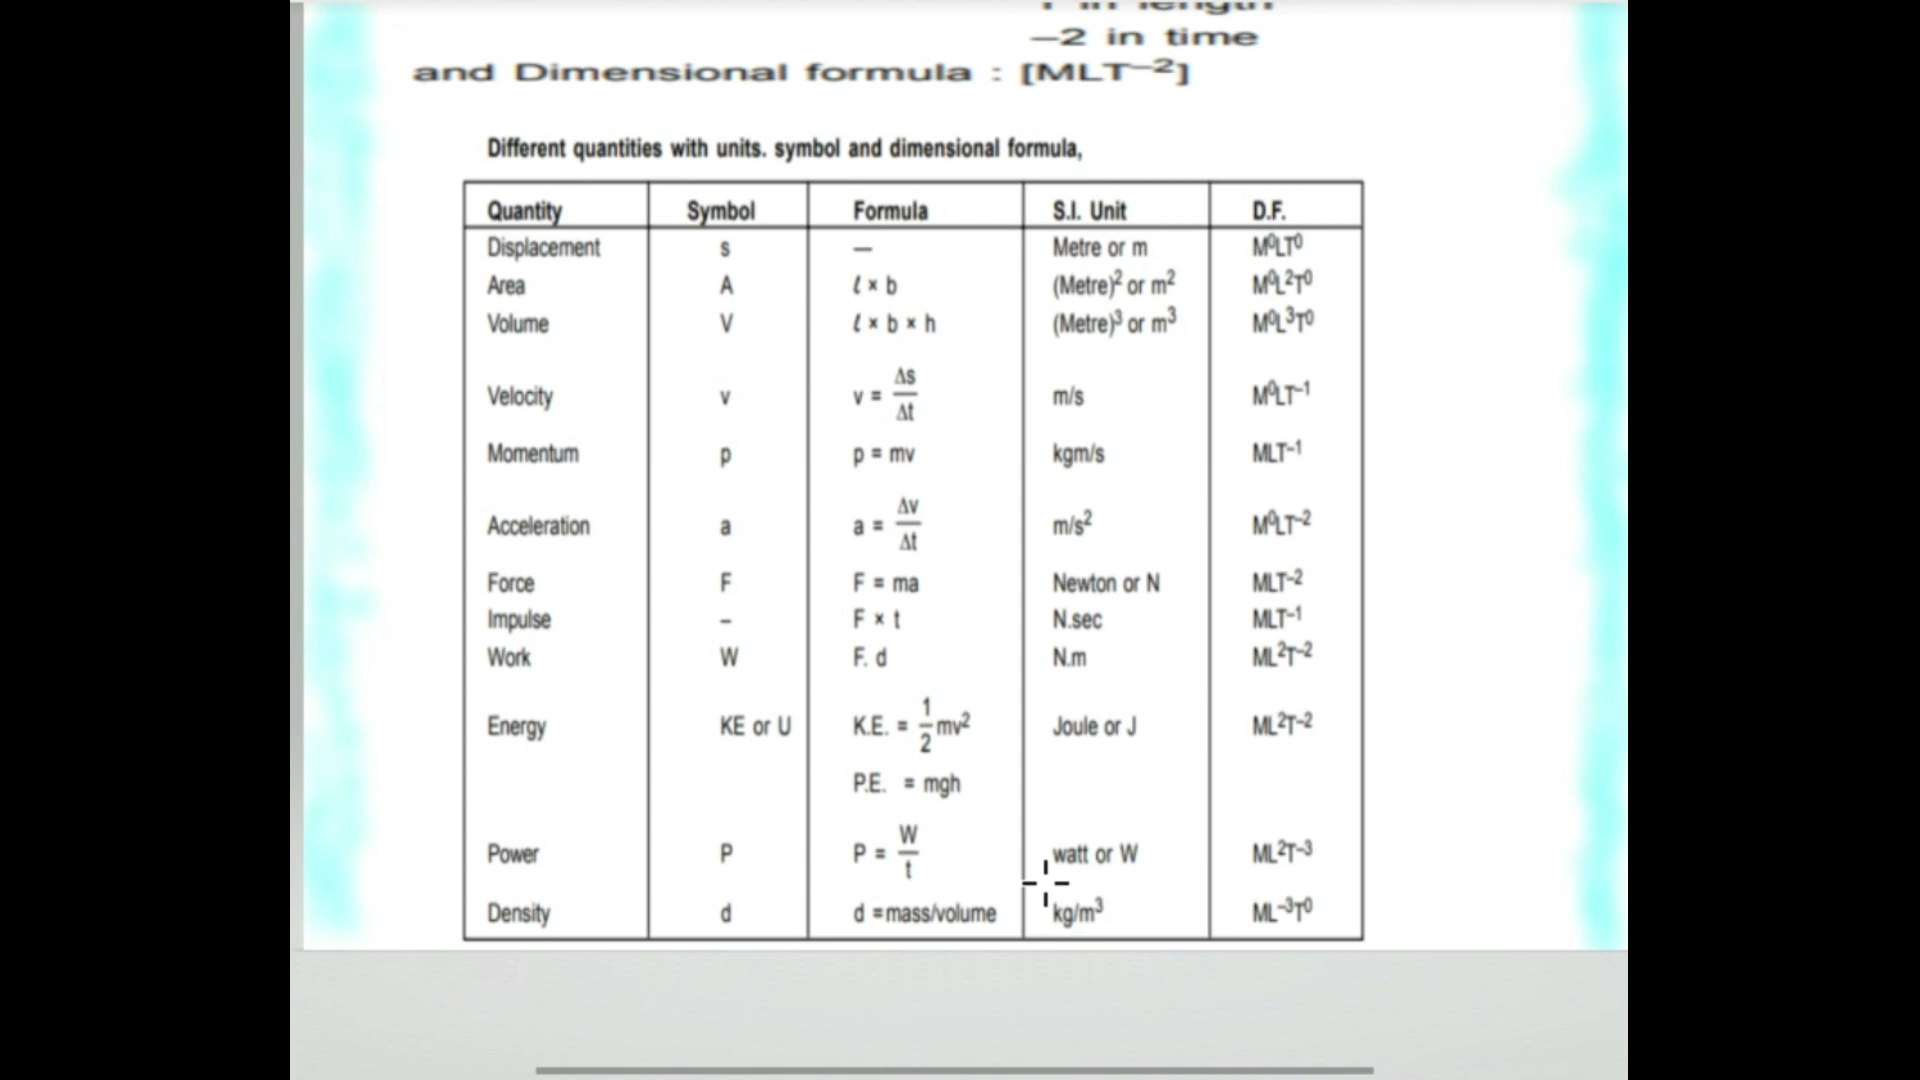 1 in length
–2 in time
and Dimensional formula : [MLT⁻²]
Different quantities with units. symbol and dimensional formula,
Quantity Symbol Formula S.I. Unit D.F.
Displacement s — Metre or m M⁰LT⁰
Area A ℓ × b (Metre)² or m² M⁰L²T⁰
Volume V ℓ × b × h (Metre)³ or m³ M⁰L³T⁰
Velocity v v = Δs/Δt m/s M⁰LT⁻¹
Momentum p p = mv kgm/s MLT⁻¹
Acceleration a a = Δv/Δt m/s² M⁰LT⁻²
Force F F = ma Newton or N MLT⁻²
Impulse – F × t N.sec MLT⁻¹
Work W F. d N.m ML²T⁻²
Energy KE or U K.E. = 1/2 mv² Joule or J ML²T⁻²
P.E. = mgh
Power P P = W/t watt or W ML²T⁻³
Density d d =mass/volume kg/m³ ML⁻³T⁰